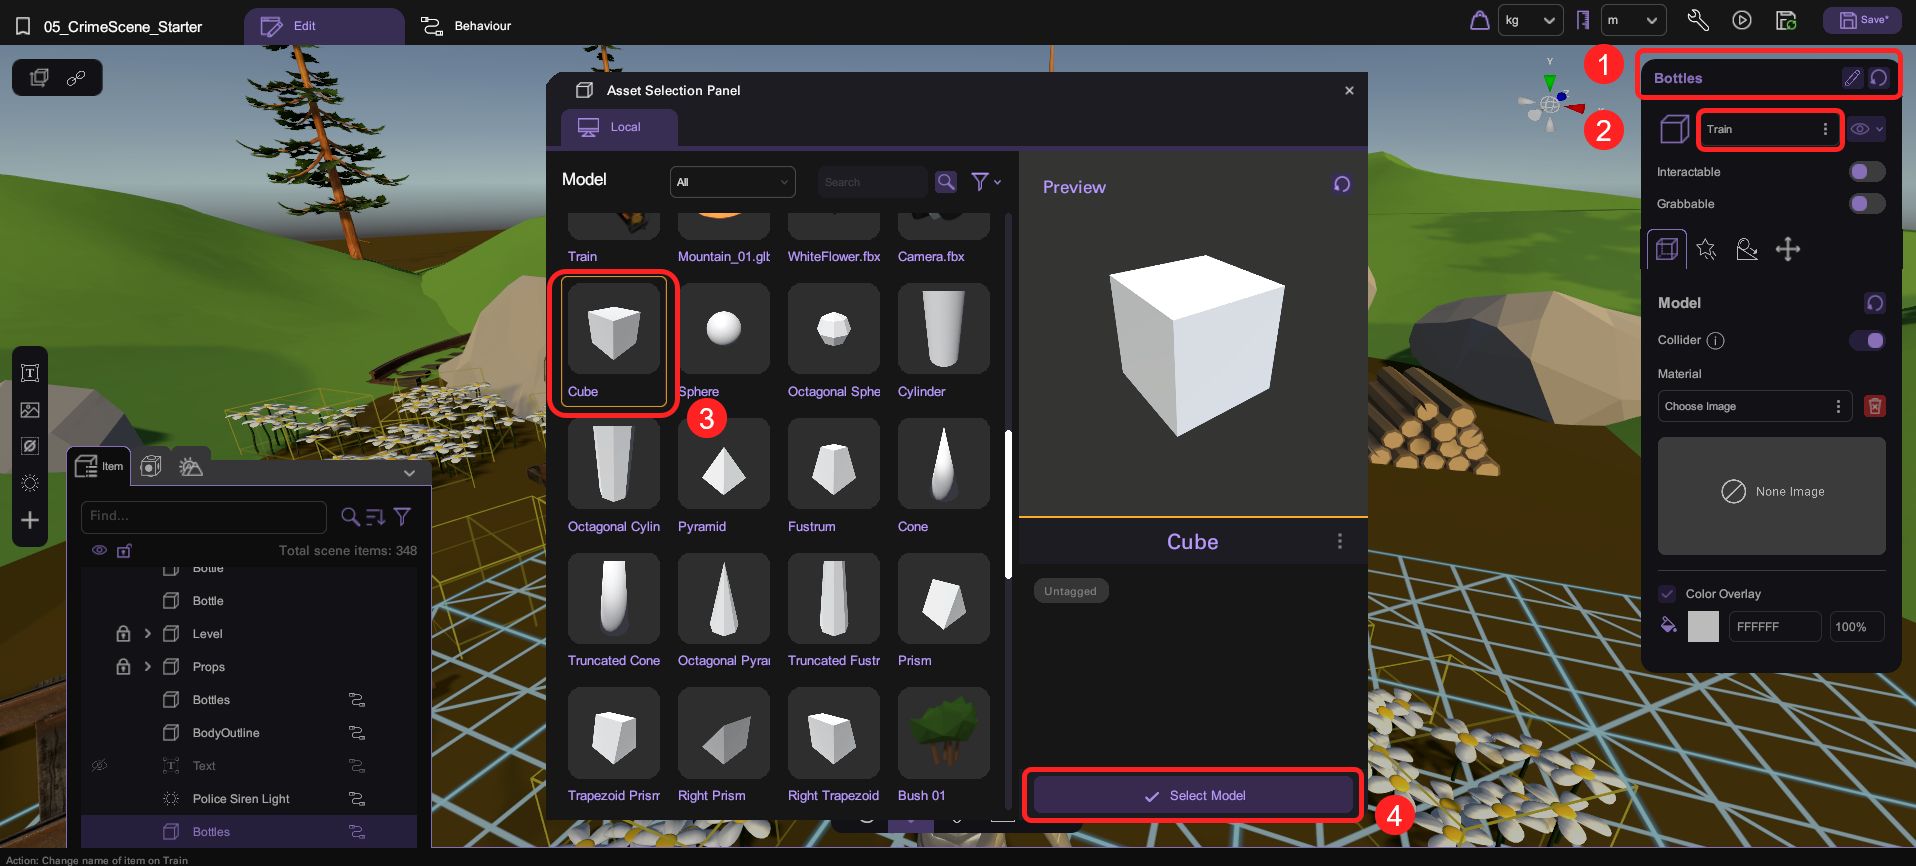 05_CrimeScene_Starter
Edit
Behaviour
kg
m
Save*
Y
Z
1
Bottles
2
Train
Interactable
Grabbable
Model
Collider
Material
Choose Image
None Image
Color Overlay
FFFFFF
100%
Asset Selection Panel
Local
Model
All
Search
Train
Mountain_01.glb
WhiteFlower.fbx
Camera.fbx
Cube
Sphere
Octagonal Sphe
Cylinder
3
Octagonal Cylin
Pyramid
Fustrum
Cone
Truncated Cone
Octagonal Pyra
Truncated Fustr
Prism
Trapezoid Prism
Right Prism
Right Trapezoid
Bush 01
Preview
Cube
Untagged
Select Model
4
Item
Find...
Total scene items: 348
Bottle
Bottle
Level
Props
Bottles
BodyOutline
Text
Police Siren Light
Bottles
Action: Change name of item on Train